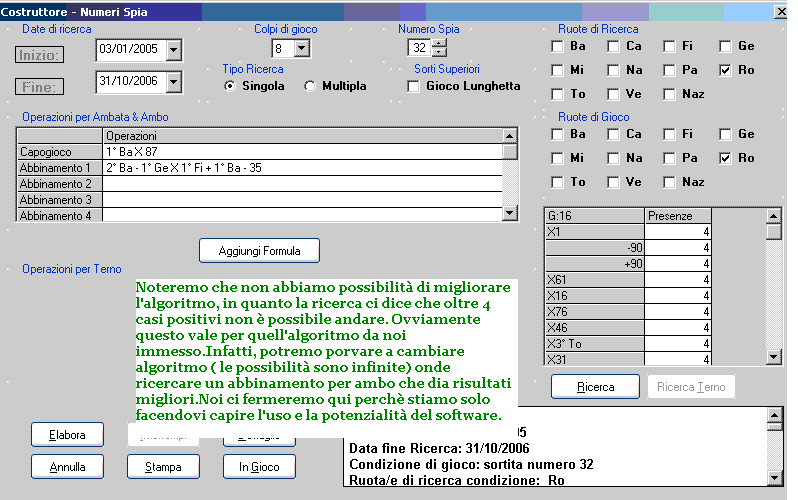 Costruttore - Numeri Spia
Date di ricerca
Inizio: 03/01/2005
Fine: 31/10/2006
Colpi di gioco
8
Numero Spia
32
Tipo Ricerca
Singola Multipla
Sorti Superiori
Gioco Lunghetta
Ruote di Ricerca
Ba Ca Fi Ge
Mi Na Pa Ro
To Ve Naz
Ruote di Gioco
Ba Ca Fi Ge
Mi Na Pa Ro
To Ve Naz
Operazioni per Ambata & Ambo
Operazioni
Capogioco 1° Ba X 87
Abbinamento 1 2° Ba - 1° Ge X 1° Fi + 1° Ba - 35
Abbinamento 2
Abbinamento 3
Abbinamento 4
Aggiungi Formula
G:16 Presenze
X1 4
-90 4
+90 4
X61 4
X16 4
X76 4
X46 4
X3° To 4
X31 4
Ricerca Ricerca Terno
Operazioni per Terno
Noteremo che non abbiamo possibilità di migliorare
l'algoritmo, in quanto la ricerca ci dice che oltre 4
casi positivi non è possibile andare. Ovviamente
questo vale per quell'algoritmo da noi
immesso.Infatti, potremo porvare a cambiare
algoritmo ( le possibilità sono infinite) onde
ricercare un abbinamento per ambo che dia risultati
migliori.Noi ci fermeremo qui perchè stiamo solo
facendovi capire l'uso e la potenzialità del software.
Elabora
Annulla Stampa In Gioco
05
Data fine Ricerca: 31/10/2006
Condizione di gioco: sortita numero 32
Ruota/e di ricerca condizione: Ro